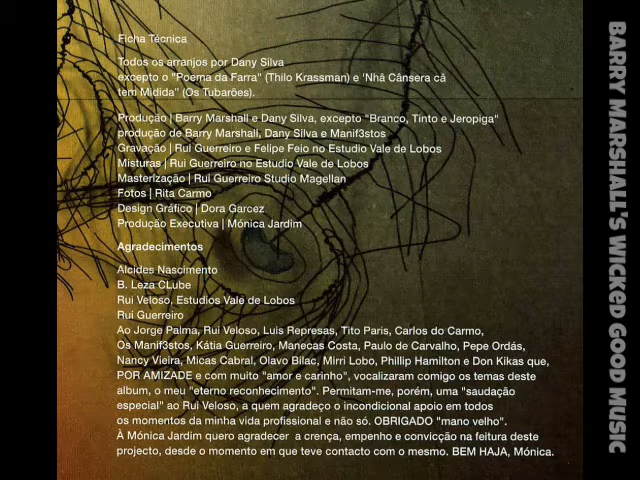 Ficha Técnica
Todos os arranjos por Dany Silva
excepto o "Poema da Farra" (Thilo Krassman) e 'Nhâ Cânsera câ
tem Midida" (Os Tubarões).
Produção | Barry Marshall e Dany Silva, excepto "Branco, Tinto e Jeropiga"
produção de Barry Marshall, Dany Silva e Manif3stos
Gravação | Rui Guerreiro e Felipe Feio no Estudio Vale de Lobos
Misturas | Rui Guerreiro no Estudio Vale de Lobos
Masterização | Rui Guerreiro Studio Magellan
Fotos | Rita Carmo
Design Gráfico | Dora Garcez
Produção Executiva | Mónica Jardim
Agradecimentos
Alcides Nascimento
B. Leza CLube
Rui Veloso, Estudios Vale de Lobos
Rui Guerreiro
Ao Jorge Palma, Rui Veloso, Luis Represas, Tito Paris, Carlos do Carmo,
Os Manif3stos, Kátia Guerreiro, Manecas Costa, Paulo de Carvalho, Pepe Ordás,
Nancy Vieira, Micas Cabral, Olavo Bilac, Mirri Lobo, Phillip Hamilton e Don Kikas que,
POR AMIZADE e com muito "amor e carinho", vocalizaram comigo os temas deste
album, o meu "eterno reconhecimento". Permitam-me, porém, uma "saudação
especial" ao Rui Veloso, a quem agradeço o incondicional apoio em todos
os momentos da minha vida profissional e não só. OBRIGADO "mano velho".
À Mónica Jardim quero agradecer a crença, empenho e convicção na feitura deste
projecto, desde o momento em que teve contacto com o mesmo. BEM HAJA, Mónica.
BARRY MARSHALL'S WICKED GOOD MUSIC